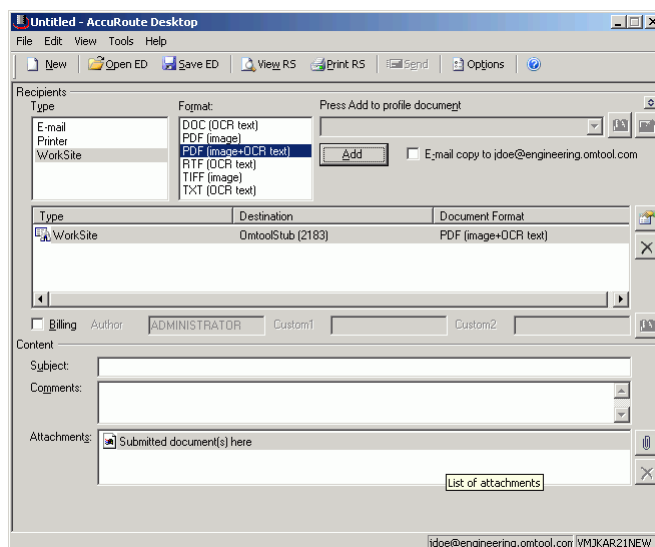 Untitled - AccuRoute Desktop
File Edit View Tools Help
New Open ED Save ED View RS Print RS Send Options
Recipients
Type Format: Press Add to profile document
E-mail
Printer
WorkSite
DOC (OCR text)
PDF (image)
PDF (image+OCR text)
RTF (OCR text)
TIFF (image)
TXT (OCR text)
Add E-mail copy to jdoe@engineering.omtool.com
Type Destination Document Format
WorkSite OmtoolStub (2183) PDF (image+OCR text)
Billing Author ADMINISTRATOR Custom1 Custom2
Content
Subject:
Comments:
Attachments: Submitted document(s) here
List of attachments
jdoe@engineering.omtool.com VMJKAR21NEW